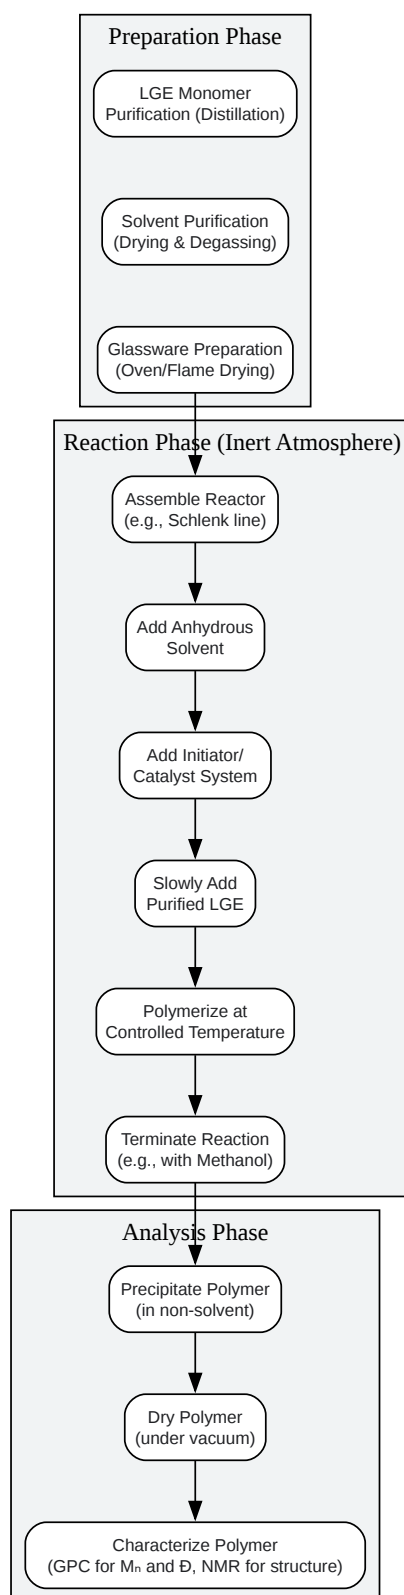 Preparation Phase
LGE Monomer
Purification (Distillation)
Solvent Purification
(Drying & Degassing)
Glassware Preparation
(Oven/Flame Drying)
Reaction Phase (Inert Atmosphere)
Assemble Reactor
(e.g., Schlenk line)
Add Anhydrous
Solvent
Add Initiator/
Catalyst System
Slowly Add
Purified LGE
Polymerize at
Controlled Temperature
Terminate Reaction
(e.g., with Methanol)
Analysis Phase
Precipitate Polymer
(in non-solvent)
Dry Polymer
(under vacuum)
Characterize Polymer
(GPC for Mₙ and Đ, NMR for structure)